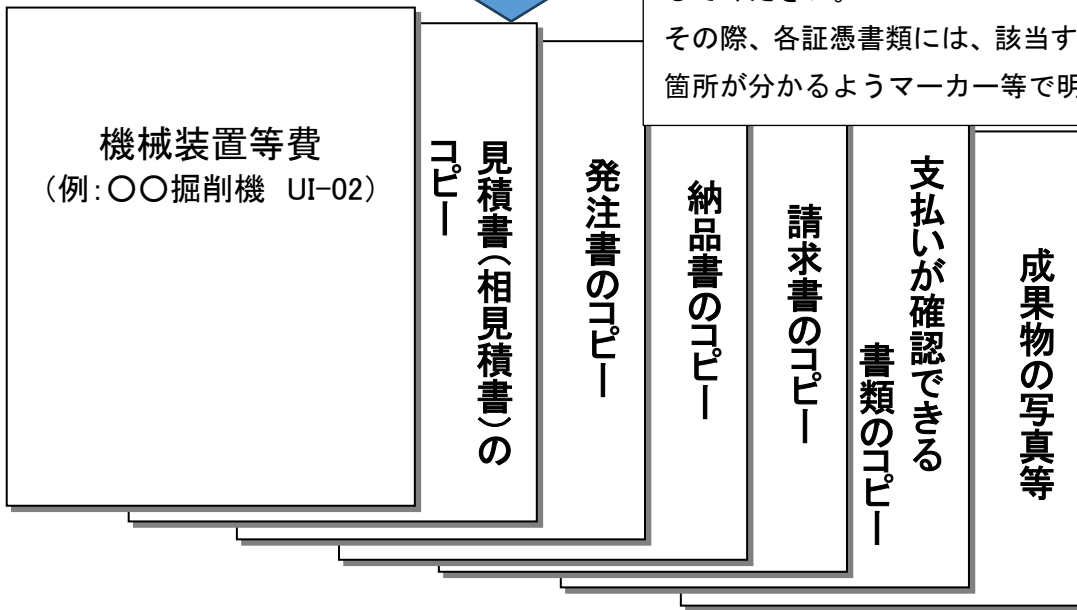 その際、各証憑書類には、該当す
箇所が分かるようマーカー等で明
機械装置等費
(例:〇〇掘削機 UI-02)
見積書(相見積書)の
コピー
発注書のコピー
納品書のコピー
請求書のコピー
支払いが確認できる
書類のコピー
成果物の写真等